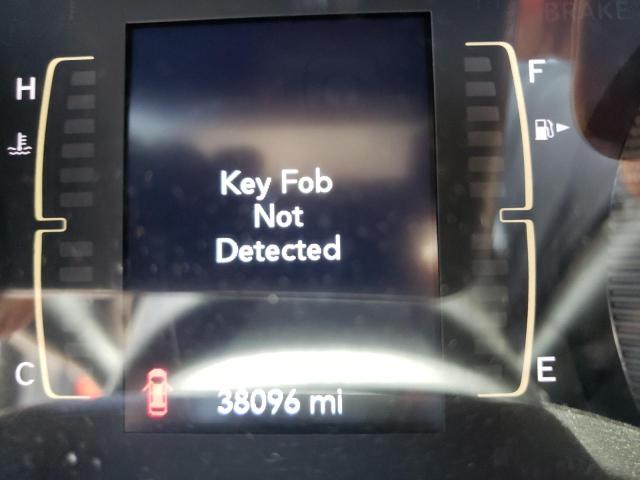 BRAKE
H
F
Key Fob
Not
Detected
C
E
38096 mi